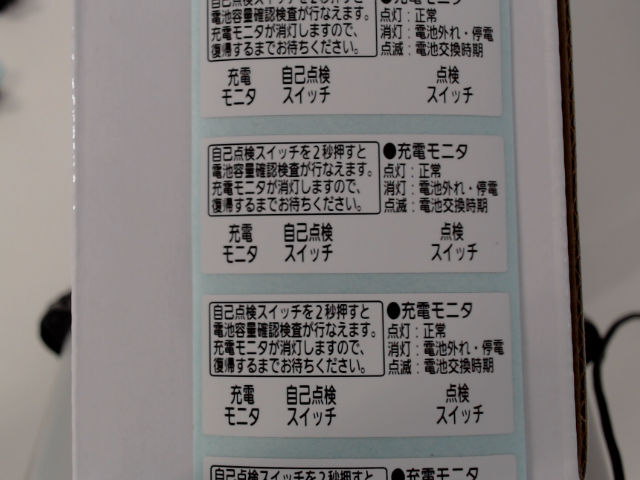 自己点検スイッチを2秒押すと
電池容量確認検査が行なえます。
充電モニタが消灯しますので、
復帰するまでお待ちください。
●充電モニタ
点灯：正常
消灯：電池外れ・停電
点滅：電池交換時期
充電
モニタ
自己点検
スイッチ
点検
スイッチ
自己点検スイッチを2秒押すと
電池容量確認検査が行なえます。
充電モニタが消灯しますので、
復帰するまでお待ちください。
●充電モニタ
点灯：正常
消灯：電池外れ・停電
点滅：電池交換時期
充電
モニタ
自己点検
スイッチ
点検
スイッチ
自己点検スイッチを2秒押すと
電池容量確認検査が行なえます。
充電モニタが消灯しますので、
復帰するまでお待ちください。
●充電モニタ
点灯：正常
消灯：電池外れ・停電
点滅：電池交換時期
充電
モニタ
自己点検
スイッチ
点検
スイッチ
自己点検スイッチを2秒押すと
●充電モニタ